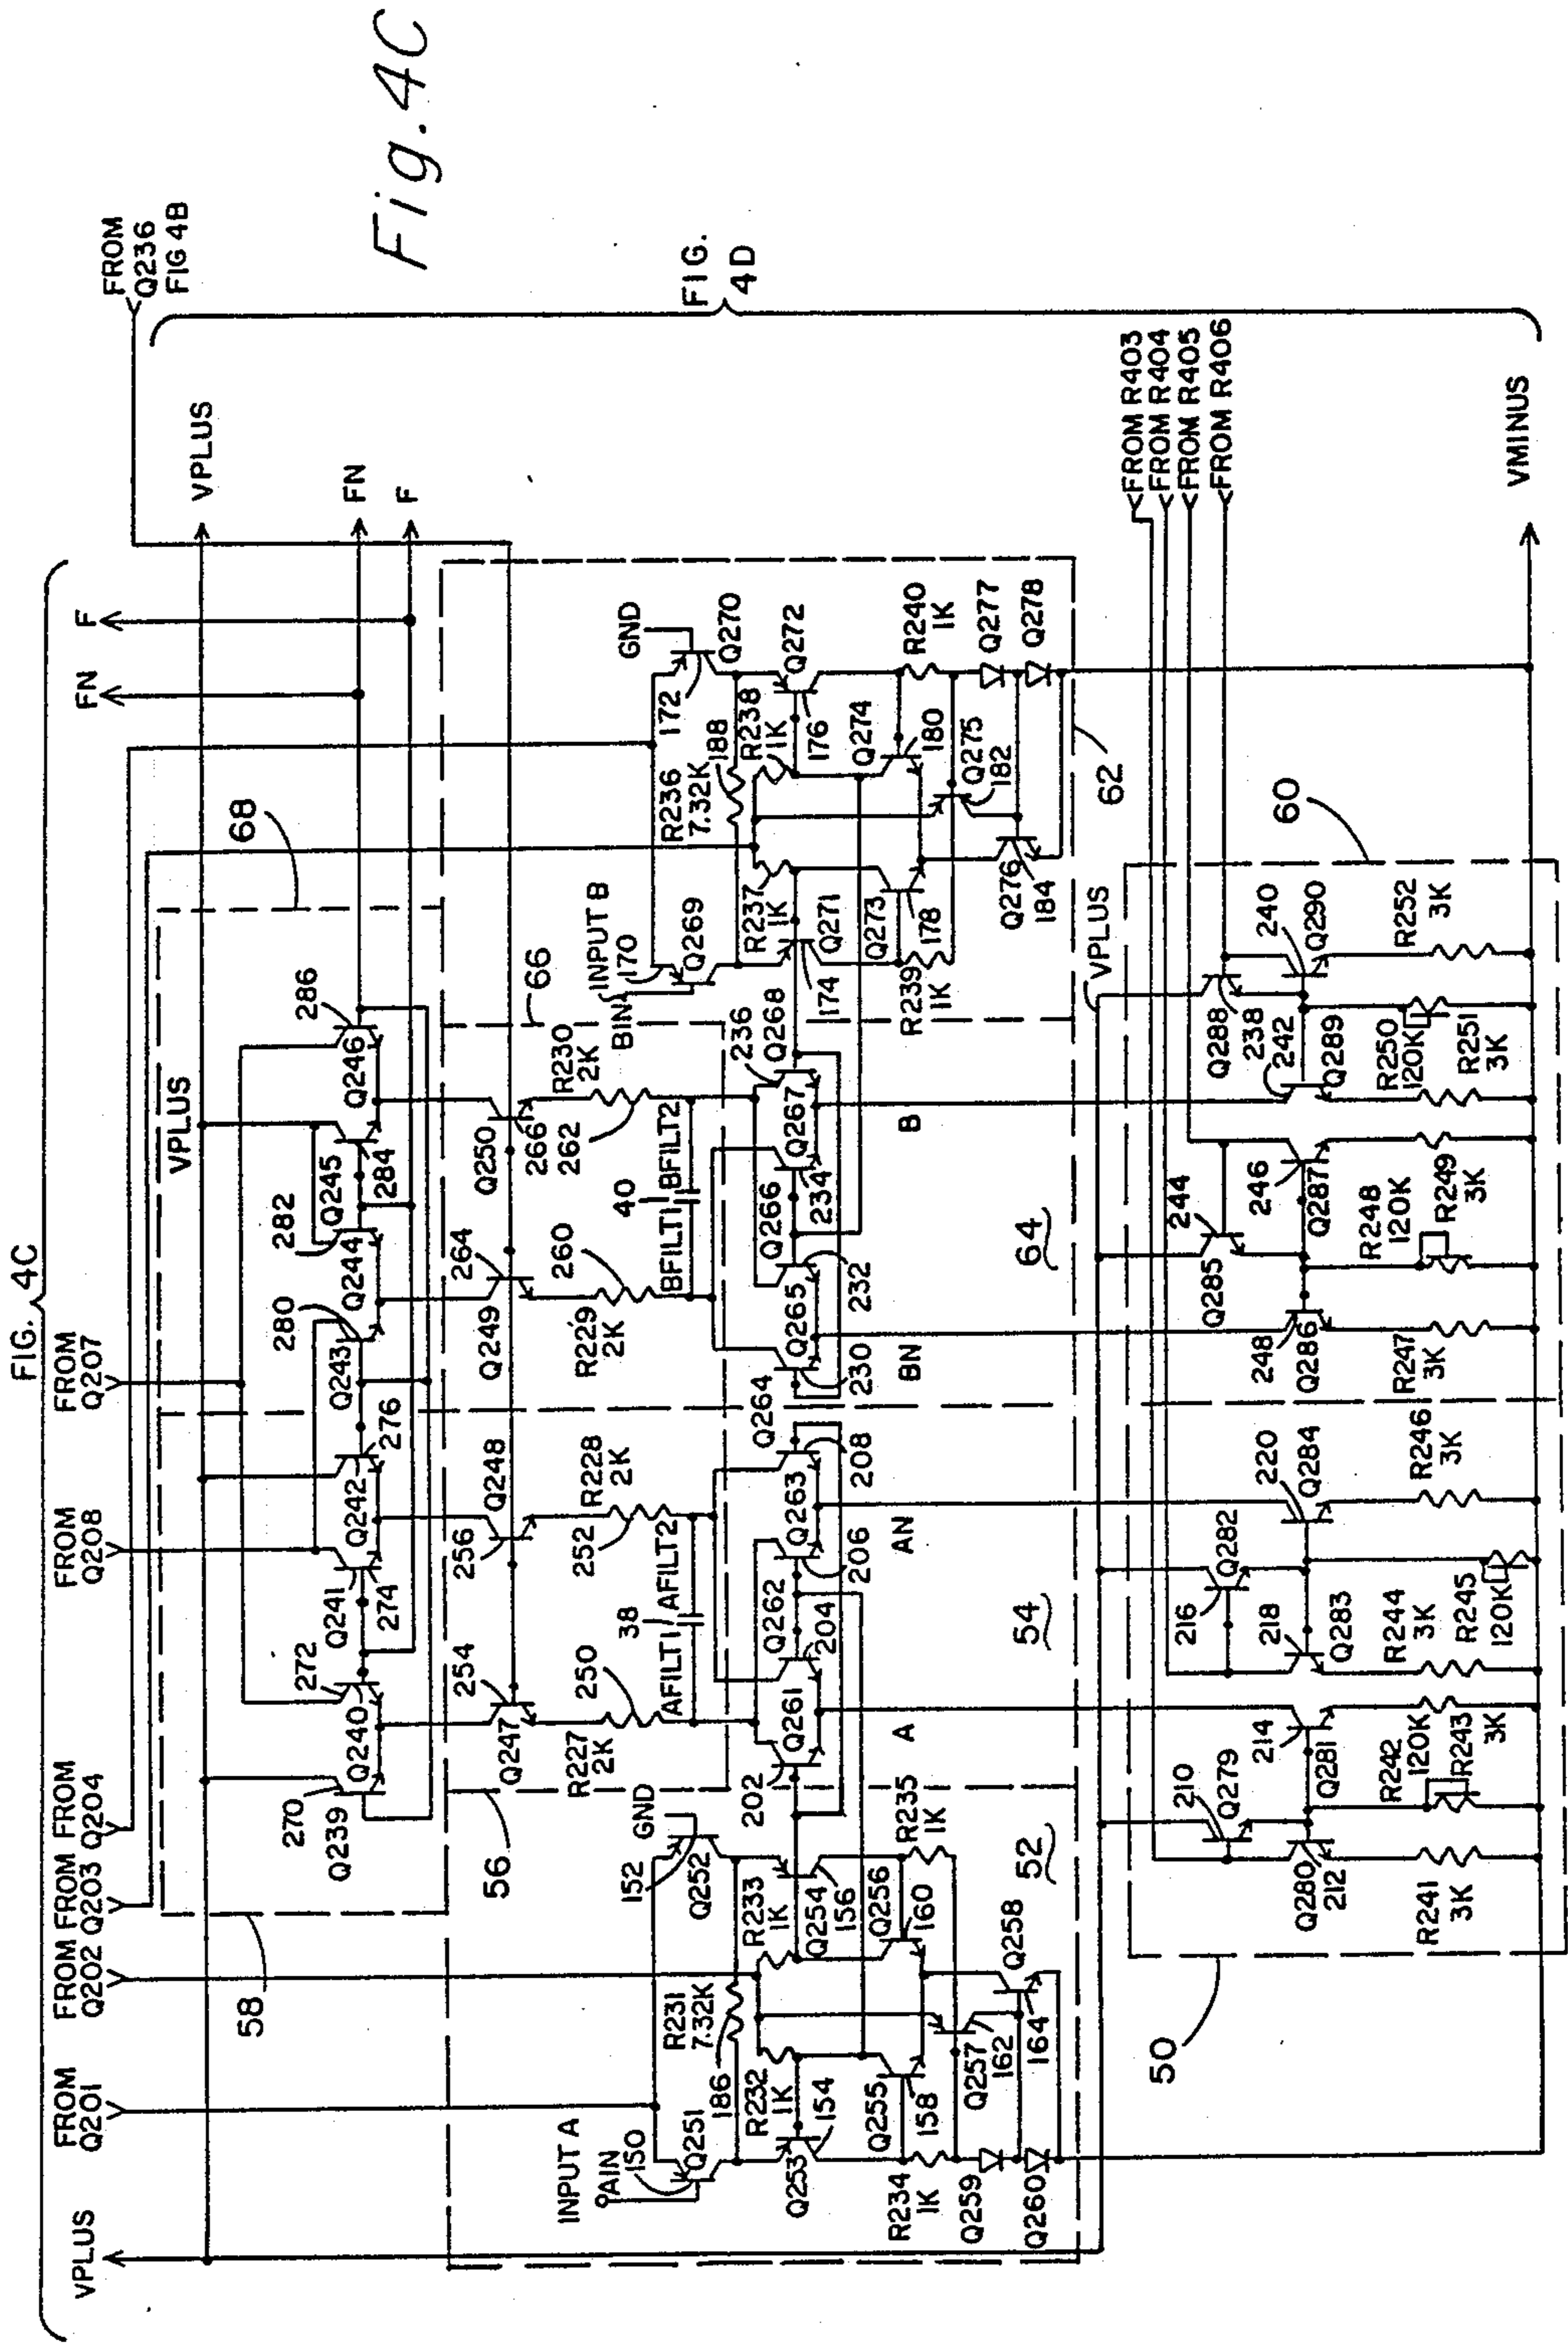 FIG. 4C
Fig. 4C
VPLUS
FROM
Q201
FROM
Q202
FROM
Q203
FROM
Q204
FROM
Q208
FROM
Q207
FN
F
FROM
Q236
FIG 4B
VPLUS
FN
F
FIG.
4D
58
68
VPLUS
270
Q239
272
Q240
Q241
274
Q242
276
Q243
280
Q244
282
Q245
284
Q246
286
56
66
Q247
254
256
Q248
Q249
264
Q250
266
R227
2K
250
252
R228
2K
R229
2K
260
262
R230
2K
AFILT1
38
AFILT2
BFILT1
40
BFILT2
INPUT A
AIN
150
Q251
152
Q252
GND
R231
7.32K
186
R232
1K
R233
1K
Q253
154
Q254
156
Q255
158
Q256
160
R234
1K
R235
1K
Q257
162
Q258
164
Q259
Q260
52
202
Q261
204
Q262
206
Q263
208
Q264
A
AN
54
230
Q265
232
Q266
234
Q267
236
Q268
BN
B
64
INPUT B
BIN
170
Q269
172
Q270
GND
R236
7.32K
188
R237
1K
R238
1K
Q271
174
Q272
176
Q273
178
Q274
180
R239
1K
R240
1K
Q275
182
Q276
184
Q277
Q278
62
VPLUS
FROM R403
FROM R404
FROM R405
FROM R406
50
60
210
Q279
Q280
212
214
Q281
R241
3K
R242
120K
R243
3K
216
Q282
218
Q283
220
Q284
R244
3K
R245
120K
R246
3K
244
Q285
248
Q286
246
Q287
R247
3K
R248
120K
R249
3K
Q288
238
242
Q289
240
Q290
R250
120K
R251
3K
R252
3K
VMINUS